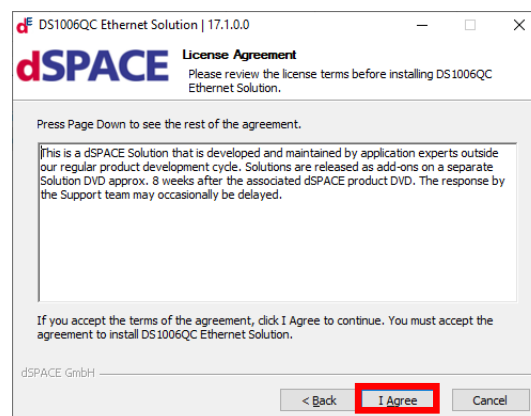 dE DS1006QC Ethernet Solution | 17.1.0.0
dSPACE
License Agreement
Please review the license terms before installing DS1006QC
Ethernet Solution.
Press Page Down to see the rest of the agreement.
This is a dSPACE Solution that is developed and maintained by application experts outside
our regular product development cycle. Solutions are released as add-ons on a separate
Solution DVD approx. 8 weeks after the associated dSPACE product DVD. The response by
the Support team may occasionally be delayed.
If you accept the terms of the agreement, click I Agree to continue. You must accept the
agreement to install DS1006QC Ethernet Solution.
dSPACE GmbH
< Back
I Agree
Cancel